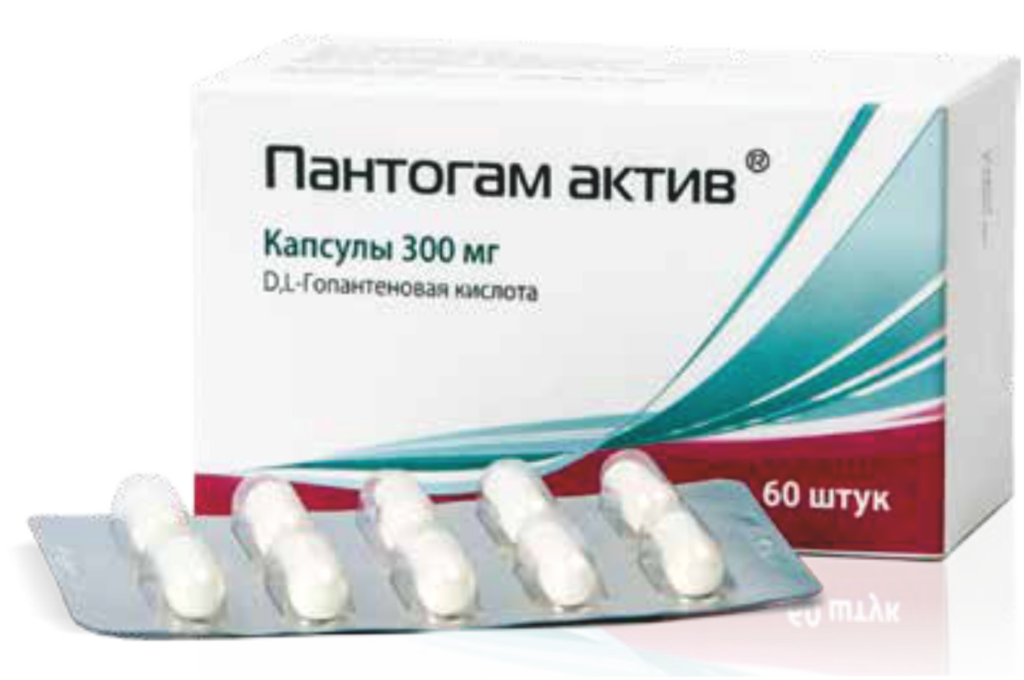 Пантогам актив®
Капсулы 300 мг
D,L-Гопантеновая кислота
60 штук